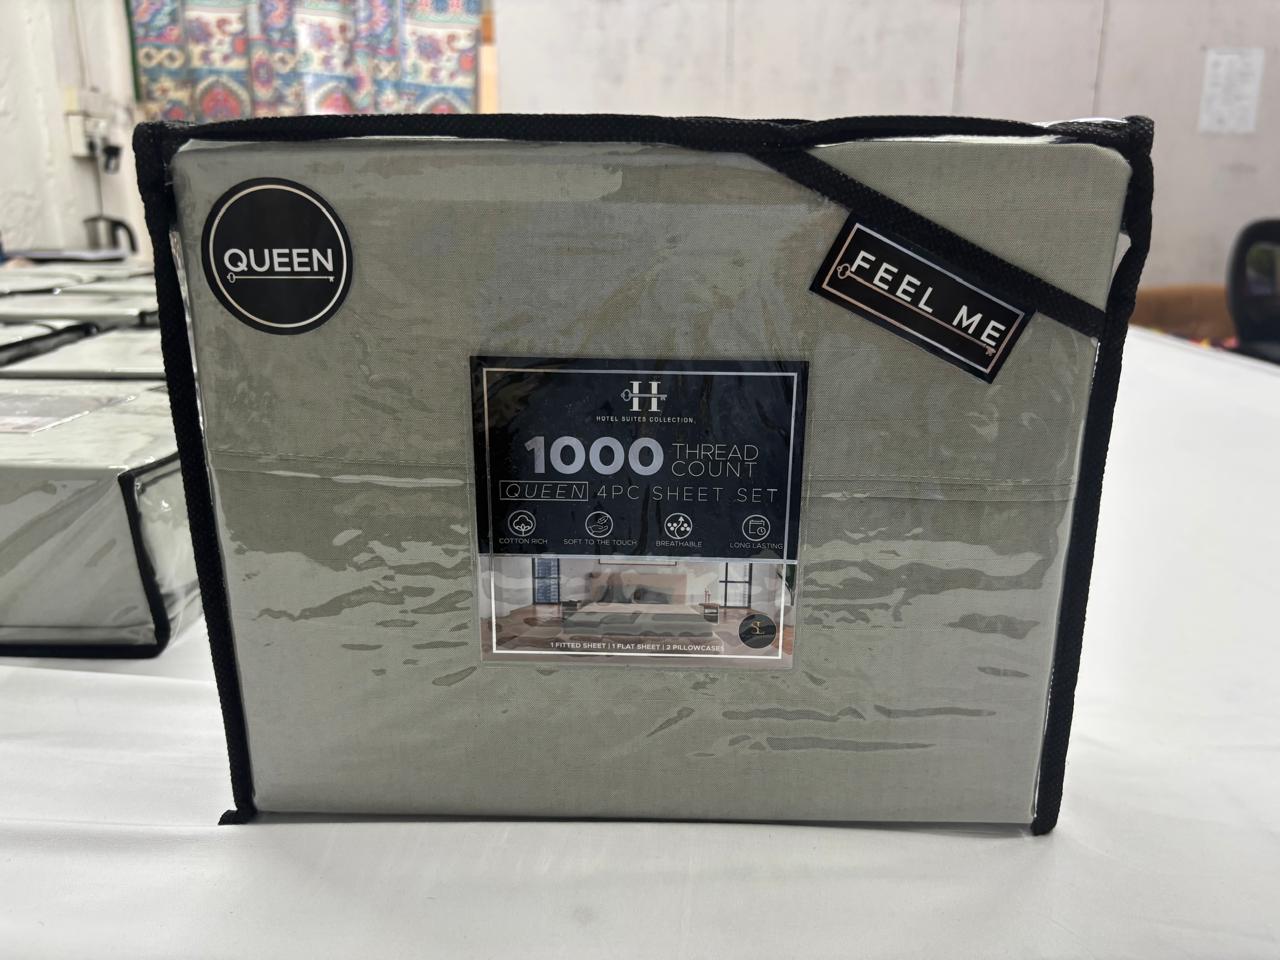 QUEEN
FEEL ME
H
HOTEL SUITES COLLECTION
1000 THREAD
COUNT
QUEEN 4PC SHEET SET
COTTON RICH
SOFT TO THE TOUCH
BREATHABLE
LONG LASTING
1 FITTED SHEET | 1 FLAT SHEET | 2 PILLOWCASES
SL